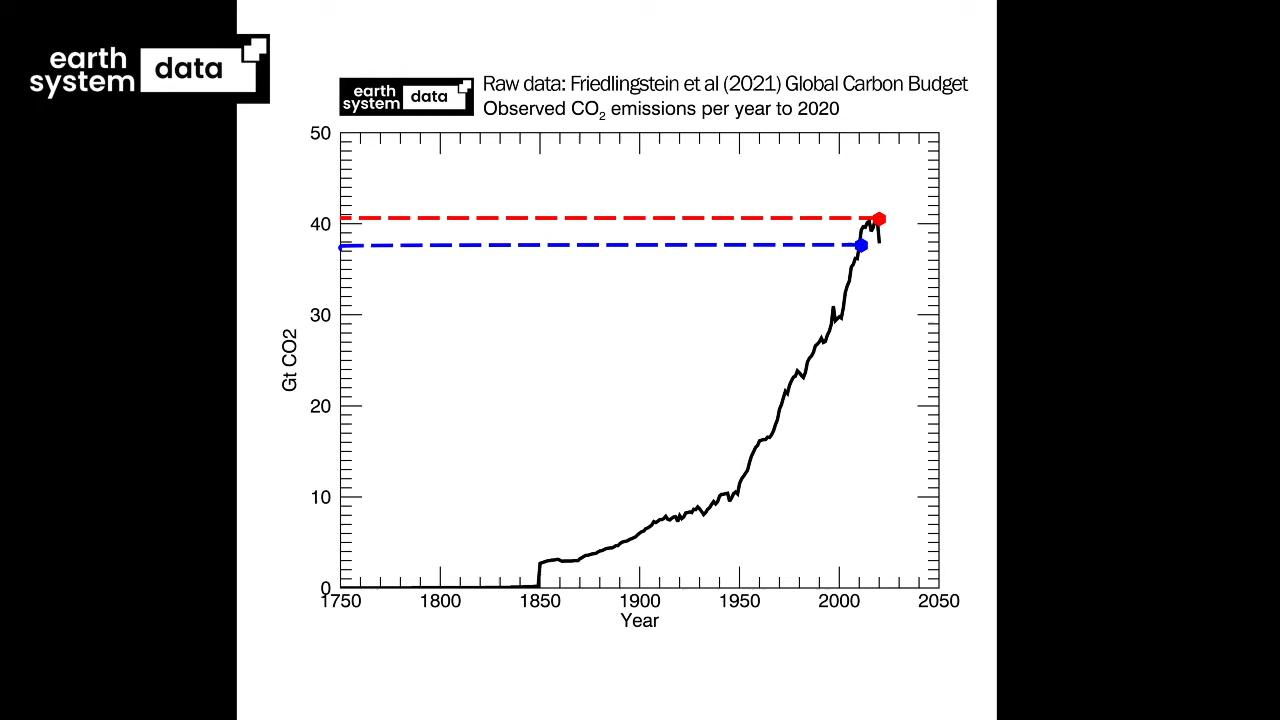 earth
system data
earth
system data
Raw data: Friedlingstein et al (2021) Global Carbon Budget
Observed CO₂ emissions per year to 2020
50
40
30
20
10
0
Gt CO2
1750 1800 1850 1900 1950 2000 2050
Year